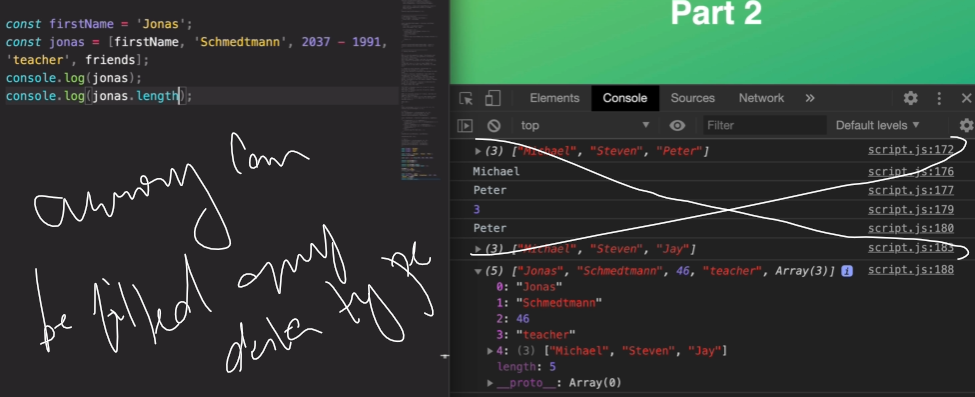 const firstName = 'Jonas';
const jonas = [firstName, 'Schmedtmann', 2037 - 1991,
'teacher', friends];
console.log(jonas);
console.log(jonas.length);
array can
be filled any
data type
Part 2
Elements Console Sources Network »
top Filter Default levels ▼
▶ (3) ["Michael", "Steven", "Peter"] script.js:172
Michael script.js:176
Peter script.js:177
3 script.js:179
Peter script.js:180
▶ (3) ["Michael", "Steven", "Jay"] script.js:183
▼ (5) ["Jonas", "Schmedtmann", 46, "teacher", Array(3)] i script.js:188
0: "Jonas"
1: "Schmedtmann"
2: 46
3: "teacher"
▶ 4: (3) ["Michael", "Steven", "Jay"]
length: 5
▶ __proto__: Array(0)